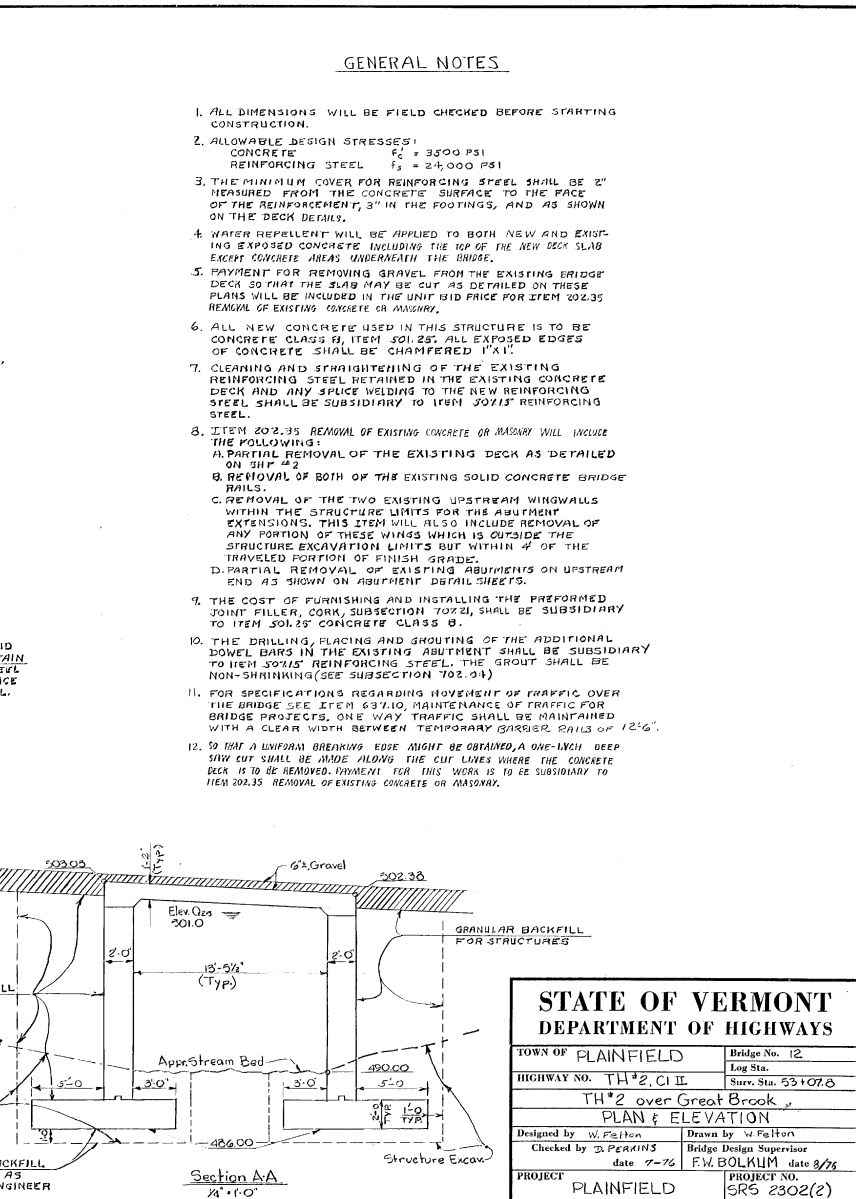 GENERAL NOTES
1. ALL DIMENSIONS WILL BE FIELD CHECKED BEFORE STARTING
CONSTRUCTION.
2. ALLOWABLE DESIGN STRESSES:
CONCRETE f'c = 3500 PSI
REINFORCING STEEL fs = 24,000 PSI
3. THE MINIMUM COVER FOR REINFORCING STEEL SHALL BE 2"
MEASURED FROM THE CONCRETE SURFACE TO THE FACE
OF THE REINFORCEMENT, 3" IN THE FOOTINGS, AND AS SHOWN
ON THE DECK DETAILS.
4. WATER REPELLENT WILL BE APPLIED TO BOTH NEW AND EXIST-
ING EXPOSED CONCRETE INCLUDING THE TOP OF THE NEW DECK SLAB
EXCEPT CONCRETE AREAS UNDERNEATH THE BRIDGE.
5. PAYMENT FOR REMOVING GRAVEL FROM THE EXISTING BRIDGE
DECK SO THAT THE SLAB MAY BE CUT AS DETAILED ON THESE
PLANS WILL BE INCLUDED IN THE UNIT BID PRICE FOR ITEM 202.35
REMOVAL OF EXISTING CONCRETE OR MASONRY.
6. ALL NEW CONCRETE USED IN THIS STRUCTURE IS TO BE
CONCRETE CLASS B, ITEM 501.25. ALL EXPOSED EDGES
OF CONCRETE SHALL BE CHAMFERED 1"X1".
7. CLEANING AND STRAIGHTENING OF THE EXISTING
REINFORCING STEEL RETAINED IN THE EXISTING CONCRETE
DECK AND ANY SPLICE WELDING TO THE NEW REINFORCING
STEEL SHALL BE SUBSIDIARY TO ITEM 507.15 REINFORCING
STEEL.
8. ITEM 202.35 REMOVAL OF EXISTING CONCRETE OR MASONRY WILL INCLUDE
THE FOLLOWING:
A. PARTIAL REMOVAL OF THE EXISTING DECK AS DETAILED
ON SHT #2
B. REMOVAL OF BOTH OF THE EXISTING SOLID CONCRETE BRIDGE
RAILS.
C. REMOVAL OF THE TWO EXISTING UPSTREAM WINGWALLS
WITHIN THE STRUCTURE LIMITS FOR THE ABUTMENT
EXTENSIONS. THIS ITEM WILL ALSO INCLUDE REMOVAL OF
ANY PORTION OF THESE WINGS WHICH IS OUTSIDE THE
STRUCTURE EXCAVATION LIMITS BUT WITHIN 4' OF THE
TRAVELED PORTION OF FINISH GRADE.
D. PARTIAL REMOVAL OF EXISTING ABUTMENTS ON UPSTREAM
END AS SHOWN ON ABUTMENT DETAIL SHEETS.
9. THE COST OF FURNISHING AND INSTALLING THE PREFORMED
JOINT FILLER, CORK, SUBSECTION 707.21, SHALL BE SUBSIDIARY
TO ITEM 501.25 CONCRETE CLASS B.
10. THE DRILLING, PLACING AND GROUTING OF THE ADDITIONAL
DOWEL BARS IN THE EXISTING ABUTMENT SHALL BE SUBSIDIARY
TO ITEM 507.15 REINFORCING STEEL. THE GROUT SHALL BE
NON-SHRINKING (SEE SUBSECTION 702.04)
11. FOR SPECIFICATIONS REGARDING MOVEMENT OF TRAFFIC OVER
THE BRIDGE SEE ITEM 637.10, MAINTENANCE OF TRAFFIC FOR
BRIDGE PROJECTS. ONE WAY TRAFFIC SHALL BE MAINTAINED
WITH A CLEAR WIDTH BETWEEN TEMPORARY BARRIER RAILS OF 12'-6".
12. SO THAT A UNIFORM BREAKING EDGE MIGHT BE OBTAINED, A ONE-INCH DEEP
SAW CUT SHALL BE MADE ALONG THE CUT LINES WHERE THE CONCRETE
DECK IS TO BE REMOVED. PAYMENT FOR THIS WORK IS TO BE SUBSIDIARY TO
ITEM 202.35 REMOVAL OF EXISTING CONCRETE OR MASONRY.
503.03
1'-2"
(TYP.)
6"±, Gravel
502.38
Elev. Q25
501.0
GRANULAR BACKFILL
FOR STRUCTURES
2'-0"
13'-5½"
(TYP.)
2'-0"
Appr. Stream Bed
490.00
5'-0
3'-0"
3'-0"
5'-0
2'-0
TYP.
1'-0
TYP.
486.00
Structure Excav.
Section A-A
¼" = 1'-0"
STATE OF VERMONT
DEPARTMENT OF HIGHWAYS
TOWN OF PLAINFIELD
Bridge No. 12
Log Sta.
HIGHWAY NO. TH #2, Cl II
Surv. Sta. 53+07.8
TH #2 over Great Brook
PLAN & ELEVATION
Designed by W. Felton
Drawn by W. Felton
Checked by D. PERKINS
date 7-76
Bridge Design Supervisor
F.W. BOLKUM date 8/76
PROJECT
PLAINFIELD
PROJECT NO.
SRS 2302(2)